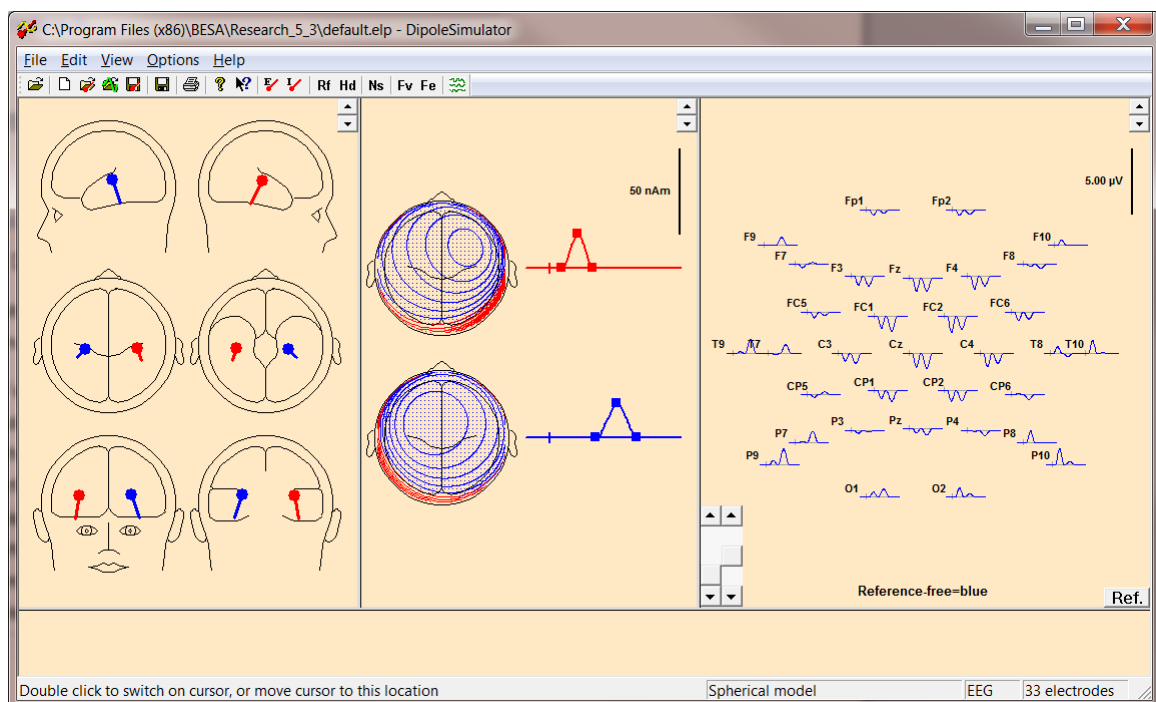 C:\Program Files (x86)\BESA\Research_5_3\default.elp - DipoleSimulator
File Edit View Options Help
E I Rf Hd Ns Fv Fe
50 nAm
5.00 µV
Fp1 Fp2
F9 F10
F7 F3 Fz F4 F8
FC5 FC1 FC2 FC6
T9 T7 C3 Cz C4 T8 T10
CP5 CP1 CP2 CP6
P7 P3 Pz P4 P8
P9 P10
O1 O2
Reference-free=blue
Ref.
Double click to switch on cursor, or move cursor to this location
Spherical model
EEG
33 electrodes